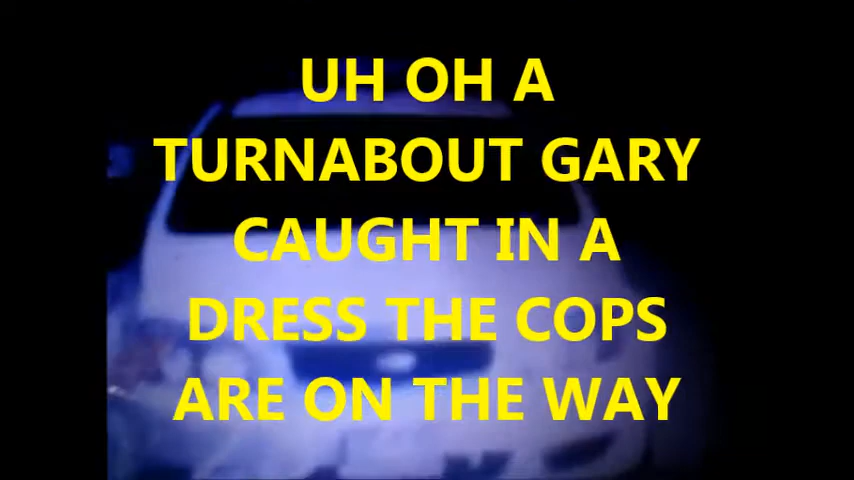 UH OH A
TURNABOUT GARY
CAUGHT IN A
DRESS THE COPS
ARE ON THE WAY